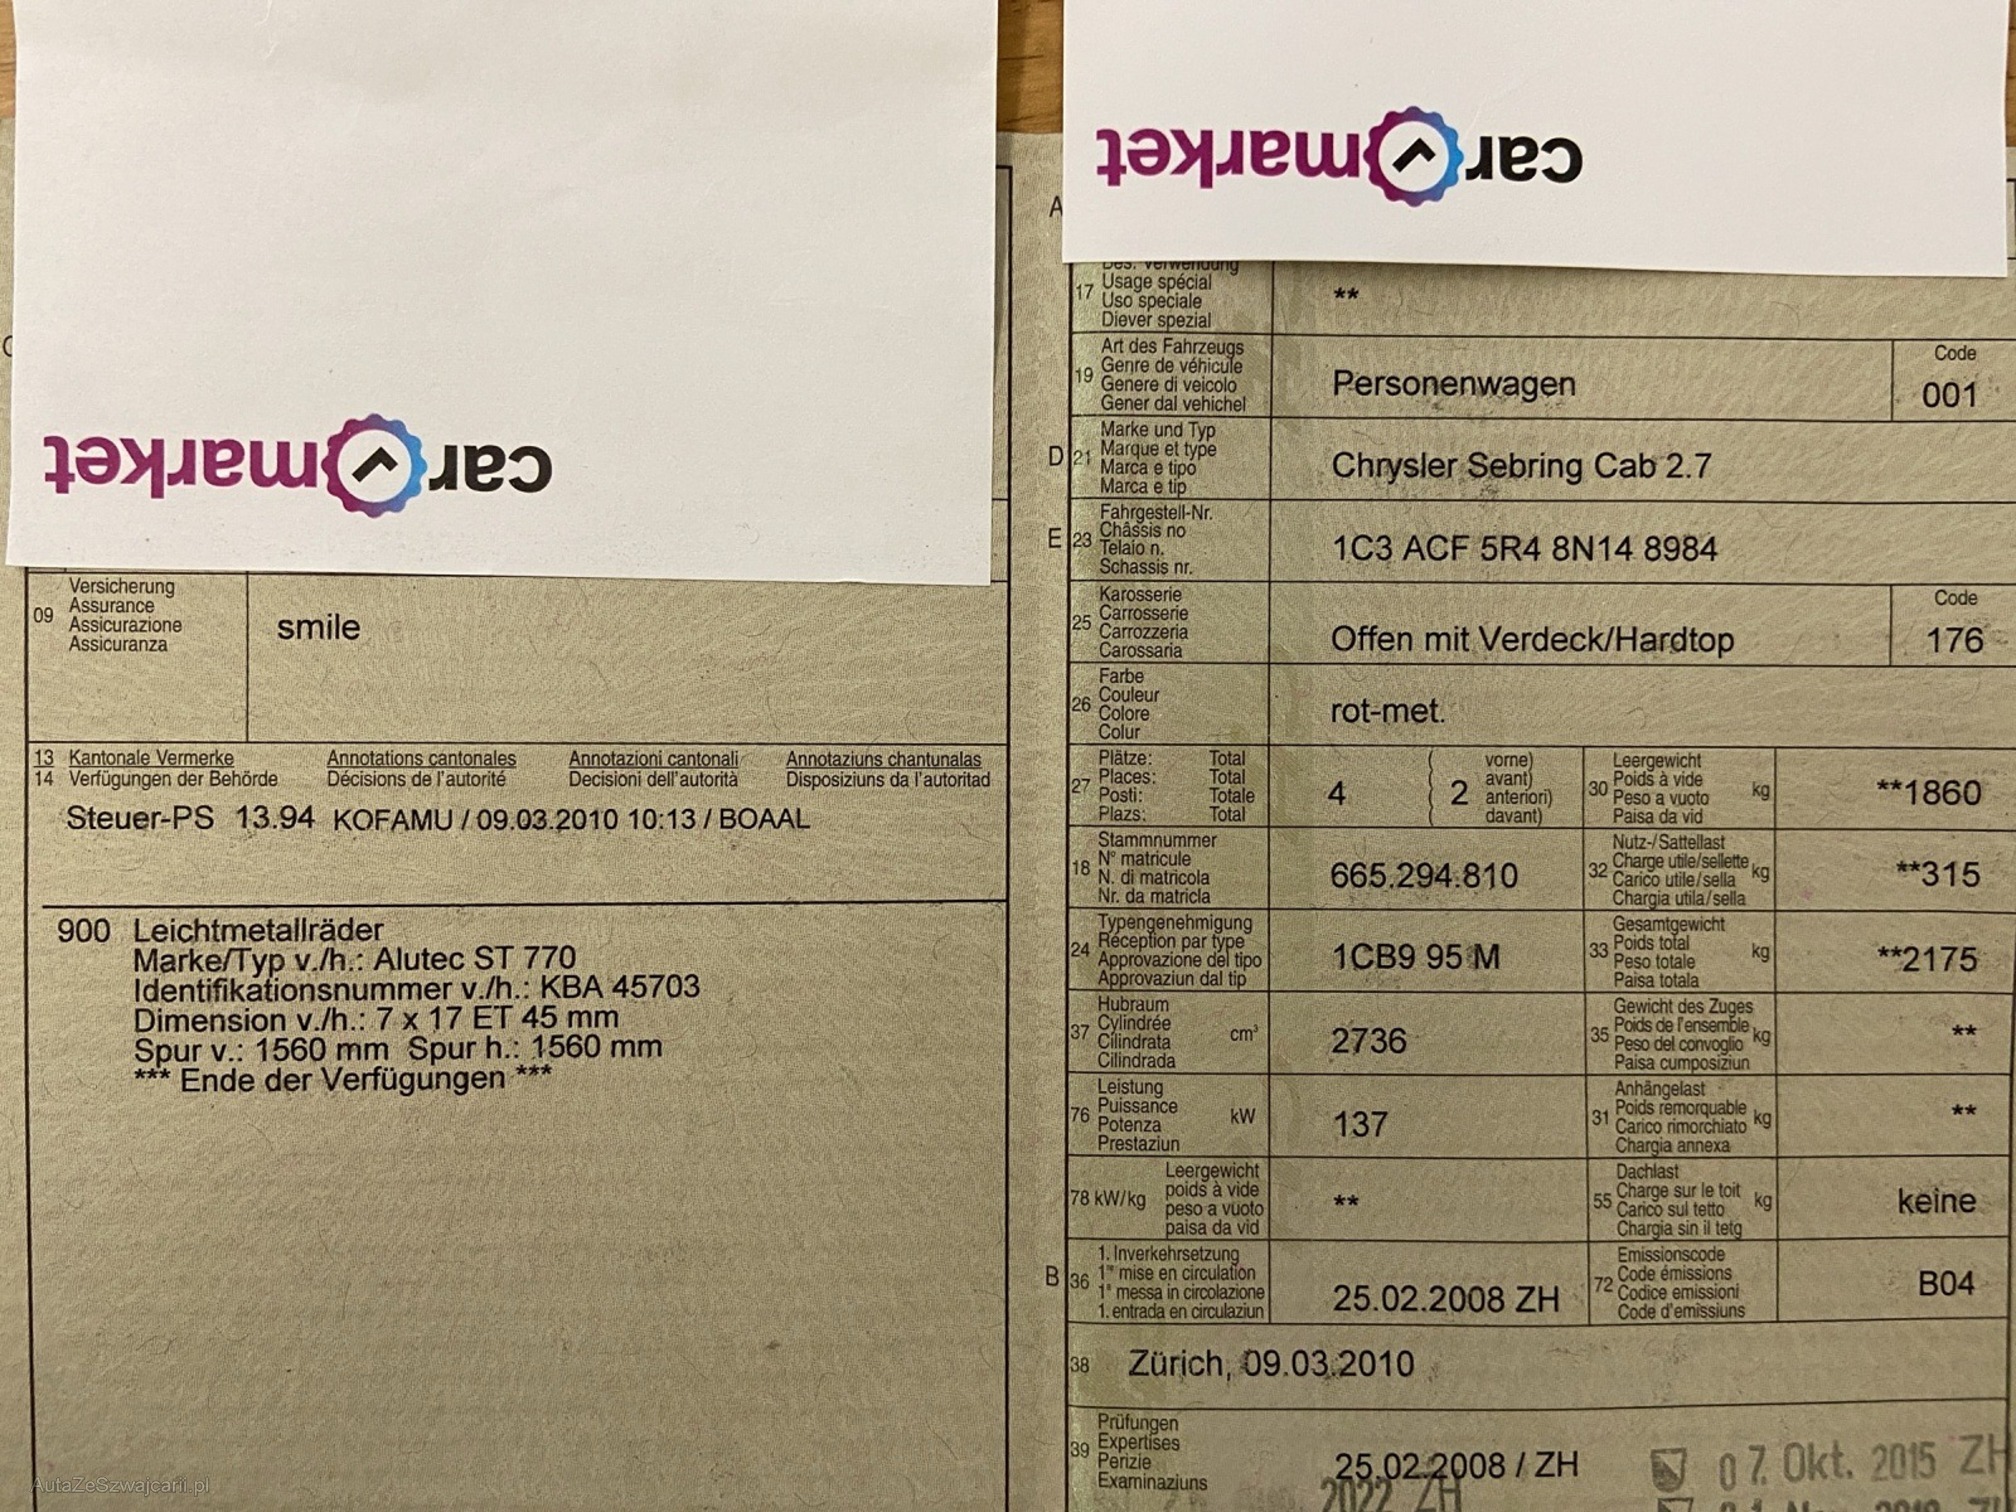 car market
car market
09 Versicherung
Assurance
Assicurazione
Assicuranza
smile
13 Kantonale Vermerke Annotations cantonales Annotazioni cantonali Annotaziuns chantunalas
14 Verfügungen der Behörde Décisions de l'autorité Decisioni dell'autorità Disposiziuns da l'autoritad
Steuer-PS 13.94 KOFAMU / 09.03.2010 10:13 / BOAAL
900 Leichtmetallräder
Marke/Typ v./h.: Alutec ST 770
Identifikationsnummer v./h.: KBA 45703
Dimension v./h.: 7 x 17 ET 45 mm
Spur v.: 1560 mm Spur h.: 1560 mm
*** Ende der Verfügungen ***
A
17 Bes. Verwendung
Usage spécial
Uso speciale
Diever spezial
**
19 Art des Fahrzeugs
Genre de véhicule
Genere di veicolo
Gener dal vehichel
Personenwagen
Code
001
D 21 Marke und Typ
Marque et type
Marca e tipo
Marca e tip
Chrysler Sebring Cab 2.7
E 23 Fahrgestell-Nr.
Châssis no
Telaio n.
Schassis nr.
1C3 ACF 5R4 8N14 8984
25 Karosserie
Carrosserie
Carrozzeria
Carossaria
Offen mit Verdeck/Hardtop
Code
176
26 Farbe
Couleur
Colore
Colur
rot-met.
27 Plätze: Total
Places: Total
Posti: Totale
Plazs: Total
4 ( 2 vorne)
avant)
anteriori)
davant)
30 Leergewicht
Poids à vide
Peso a vuoto
Paisa da vid
kg
**1860
18 Stammnummer
N° matricule
N. di matricola
Nr. da matricla
665.294.810
32 Nutz-/Sattellast
Charge utile/sellette
Carico utile/sella
Chargia utila/sella
kg
**315
24 Typengenehmigung
Réception par type
Approvazione del tipo
Approvaziun dal tip
1CB9 95 M
33 Gesamtgewicht
Poids total
Peso totale
Paisa totala
kg
**2175
37 Hubraum
Cylindrée
Cilindrata
Cilindrada
cm³
2736
35 Gewicht des Zuges
Poids de l'ensemble
Peso del convoglio
Paisa cumposiziun
kg
**
76 Leistung
Puissance
Potenza
Prestaziun
kW
137
31 Anhängelast
Poids remorquable
Carico rimorchiato
Chargia annexa
kg
**
78 kW/kg Leergewicht
poids à vide
peso a vuoto
paisa da vid
**
55 Dachlast
Charge sur le toit
Carico sul tetto
Chargia sin il tetg
kg
keine
B 36 1. Inverkehrsetzung
1re mise en circulation
1a messa in circolazione
1. entrada en circulaziun
25.02.2008 ZH
72 Emissionscode
Code émissions
Codice emissioni
Code d'emissiuns
B04
38 Zürich, 09.03.2010
39 Prüfungen
Expertises
Perizie
Examinaziuns
25.02.2008 / ZH
07. Okt. 2015 ZH
2022 ZH
AutaZeSzwajcarii.pl